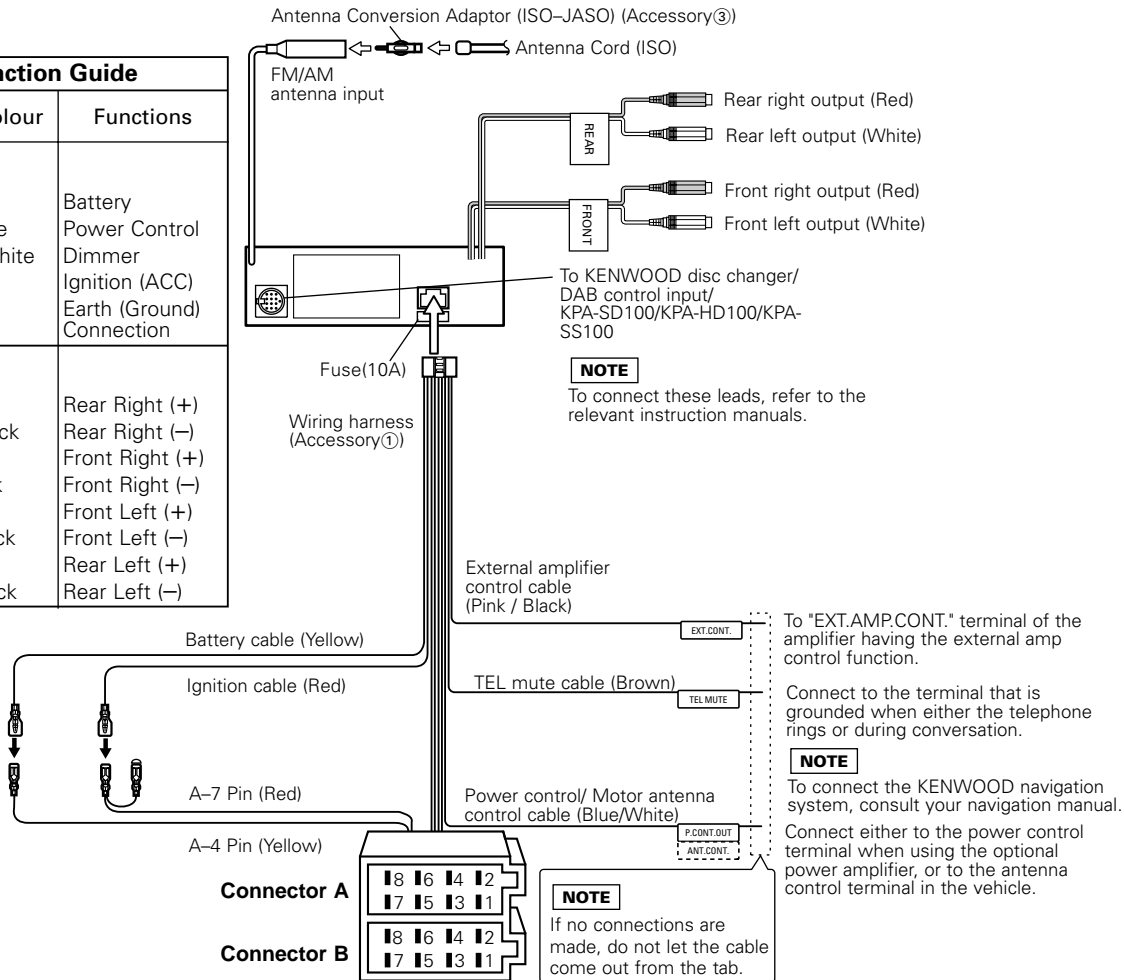 Antenna Conversion Adaptor (ISO–JASO) (Accessory③)
Antenna Cord (ISO)
FM/AM
antenna input
Guide
Functions
Battery
Power Control
Dimmer
Ignition (ACC)
Earth (Ground)
Connection
Rear Right (+)
Rear Right (–)
Front Right (+)
Front Right (–)
Front Left (+)
Front Left (–)
Rear Left (+)
Rear Left (–)
REAR
Rear right output (Red)
Rear left output (White)
FRONT
Front right output (Red)
Front left output (White)
To KENWOOD disc changer/
DAB control input/
KPA-SD100/KPA-HD100/KPA-
SS100
NOTE
To connect these leads, refer to the
relevant instruction manuals.
Fuse(10A)
Wiring harness
(Accessory①)
External amplifier
control cable
(Pink / Black)
EXT.CONT.
To "EXT.AMP.CONT." terminal of the
amplifier having the external amp
control function.
Battery cable (Yellow)
Ignition cable (Red)
TEL mute cable (Brown)
TEL MUTE
Connect to the terminal that is
grounded when either the telephone
rings or during conversation.
NOTE
To connect the KENWOOD navigation
system, consult your navigation manual.
A–7 Pin (Red)
A–4 Pin (Yellow)
Power control/ Motor antenna
control cable (Blue/White)
P.CONT.OUT
ANT.CONT.
Connect either to the power control
terminal when using the optional
power amplifier, or to the antenna
control terminal in the vehicle.
Connector A
8 6 4 2
7 5 3 1
Connector B
8 6 4 2
7 5 3 1
NOTE
If no connections are
made, do not let the cable
come out from the tab.